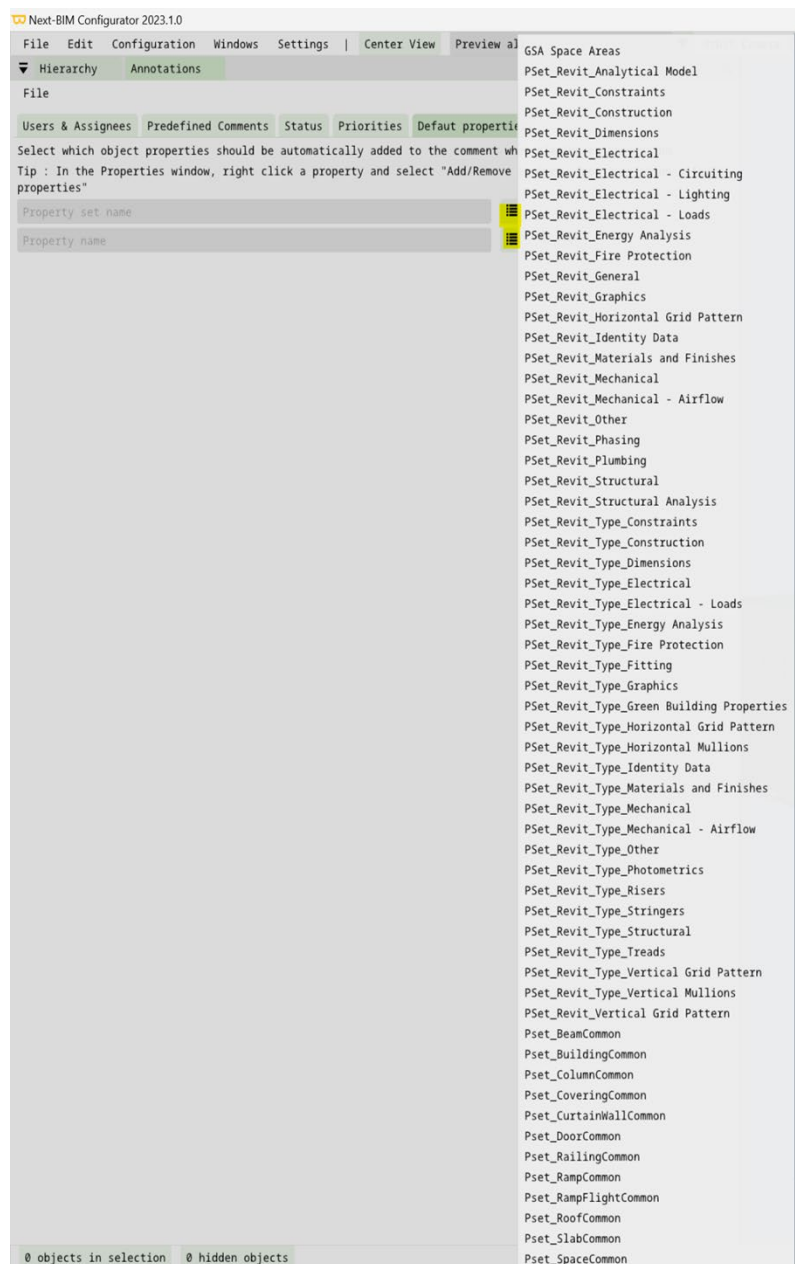 Next-BIM Configurator 2023.1.0
File Edit Configuration Windows Settings | Center View Preview al
Hierarchy Annotations
File
Users & Assignees Predefined Comments Status Priorities Defaut propertie
Select which object properties should be automatically added to the comment wh
Tip : In the Properties window, right click a property and select "Add/Remove
properties"
Property set name
Property name
GSA Space Areas
PSet_Revit_Analytical Model
PSet_Revit_Constraints
PSet_Revit_Construction
PSet_Revit_Dimensions
PSet_Revit_Electrical
PSet_Revit_Electrical - Circuiting
PSet_Revit_Electrical - Lighting
PSet_Revit_Electrical - Loads
PSet_Revit_Energy Analysis
PSet_Revit_Fire Protection
PSet_Revit_General
PSet_Revit_Graphics
PSet_Revit_Horizontal Grid Pattern
PSet_Revit_Identity Data
PSet_Revit_Materials and Finishes
PSet_Revit_Mechanical
PSet_Revit_Mechanical - Airflow
PSet_Revit_Other
PSet_Revit_Phasing
PSet_Revit_Plumbing
PSet_Revit_Structural
PSet_Revit_Structural Analysis
PSet_Revit_Type_Constraints
PSet_Revit_Type_Construction
PSet_Revit_Type_Dimensions
PSet_Revit_Type_Electrical
PSet_Revit_Type_Electrical - Loads
PSet_Revit_Type_Energy Analysis
PSet_Revit_Type_Fire Protection
PSet_Revit_Type_Fitting
PSet_Revit_Type_Graphics
PSet_Revit_Type_Green Building Properties
PSet_Revit_Type_Horizontal Grid Pattern
PSet_Revit_Type_Horizontal Mullions
PSet_Revit_Type_Identity Data
PSet_Revit_Type_Materials and Finishes
PSet_Revit_Type_Mechanical
PSet_Revit_Type_Mechanical - Airflow
PSet_Revit_Type_Other
PSet_Revit_Type_Photometrics
PSet_Revit_Type_Risers
PSet_Revit_Type_Stringers
PSet_Revit_Type_Structural
PSet_Revit_Type_Treads
PSet_Revit_Type_Vertical Grid Pattern
PSet_Revit_Type_Vertical Mullions
PSet_Revit_Vertical Grid Pattern
Pset_BeamCommon
Pset_BuildingCommon
Pset_ColumnCommon
Pset_CoveringCommon
Pset_CurtainWallCommon
Pset_DoorCommon
Pset_RailingCommon
Pset_RampCommon
Pset_RampFlightCommon
Pset_RoofCommon
Pset_SlabCommon
Pset_SpaceCommon
0 objects in selection 0 hidden objects